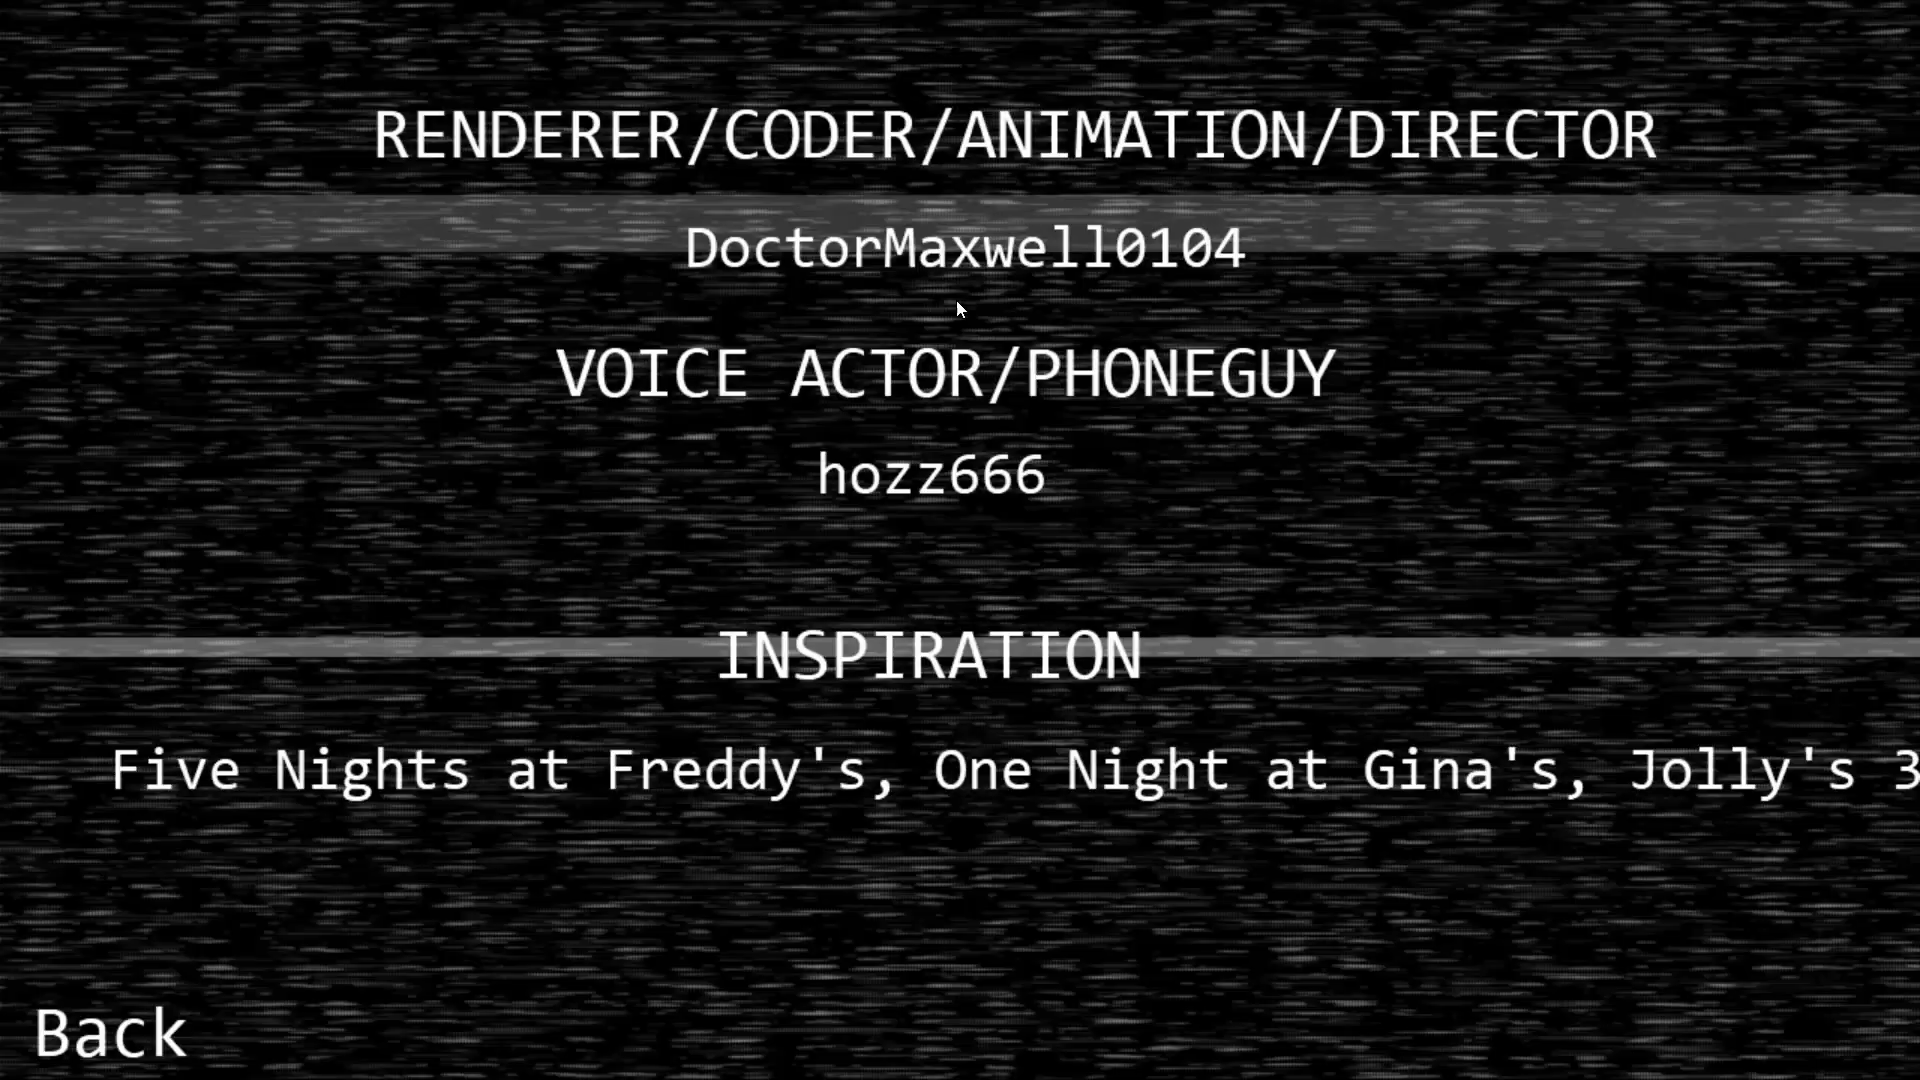 RENDERER/CODER/ANIMATION/DIRECTOR
DoctorMaxwell0104
VOICE ACTOR/PHONEGUY
hozz666
INSPIRATION
Five Nights at Freddy's, One Night at Gina's, Jolly's 3
Back